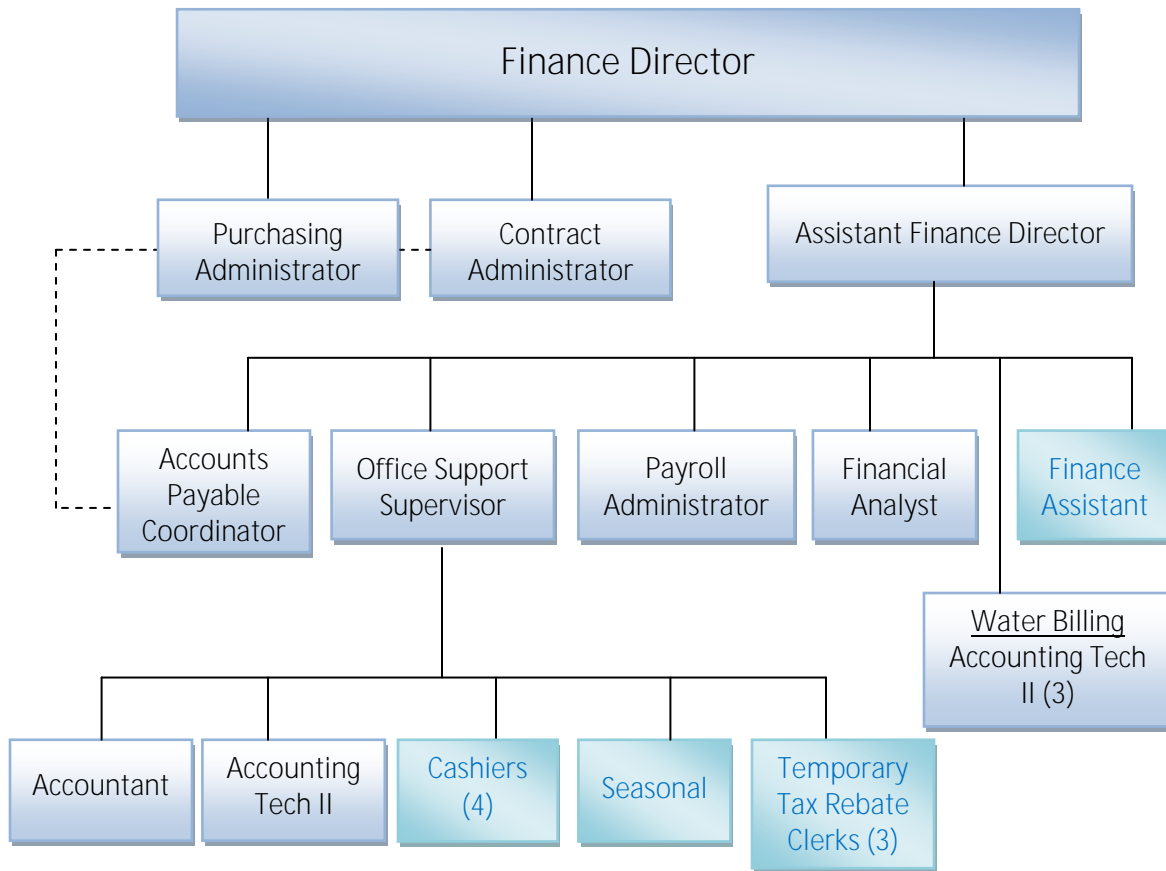 Finance Director
Purchasing
Administrator
Contract
Administrator
Assistant Finance Director
Accounts
Payable
Coordinator
Office Support
Supervisor
Payroll
Administrator
Financial
Analyst
Finance
Assistant
Water Billing
Accounting Tech
II (3)
Accountant
Accounting
Tech II
Cashiers
(4)
Seasonal
Temporary
Tax Rebate
Clerks (3)